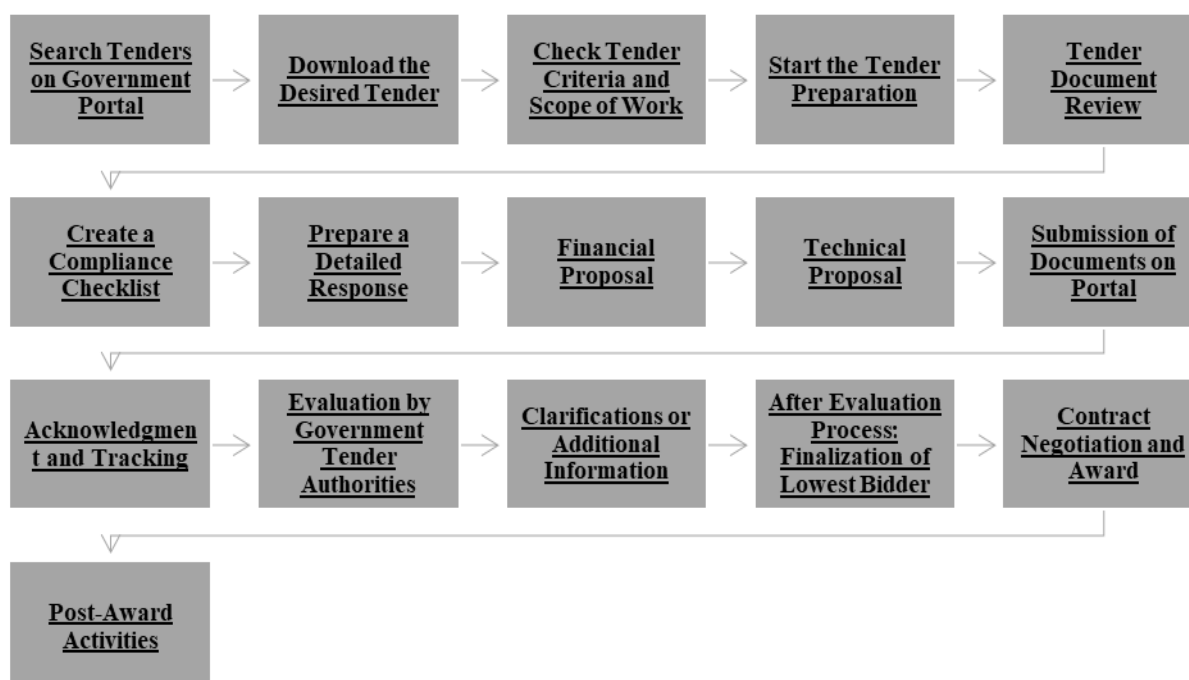 Search Tenders
on Government
Portal
Download the
Desired Tender
Check Tender
Criteria and
Scope of Work
Start the Tender
Preparation
Tender
Document
Review
Create a
Compliance
Checklist
Prepare a
Detailed
Response
Financial
Proposal
Technical
Proposal
Submission of
Documents on
Portal
Acknowledgmen
t and Tracking
Evaluation by
Government
Tender
Authorities
Clarifications or
Additional
Information
After Evaluation
Process:
Finalization of
Lowest Bidder
Contract
Negotiation and
Award
Post-Award
Activities